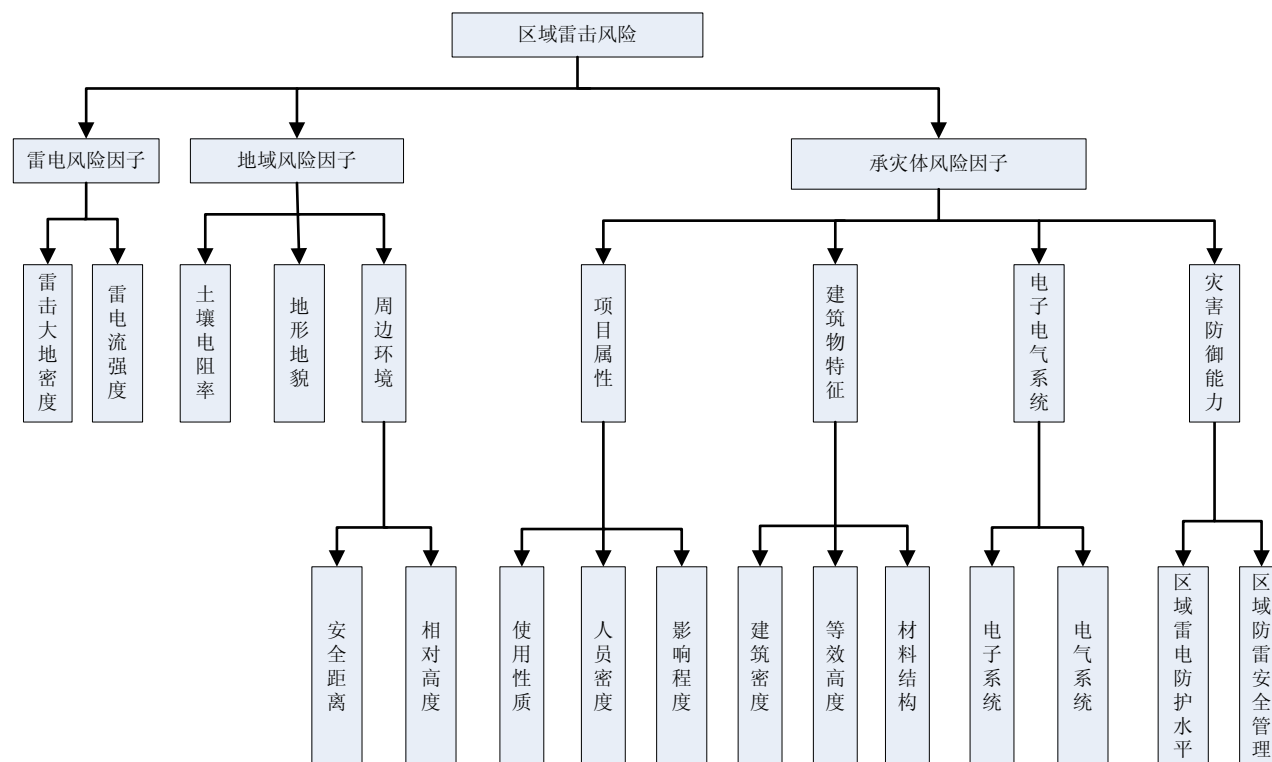 区域雷击风险
雷电风险因子
地域风险因子
承灾体风险因子
雷击大地密度
雷电流强度
土壤电阻率
地形地貌
周边环境
项目属性
建筑物特征
电子电气系统
灾害防御能力
安全距离
相对高度
使用性质
人员密度
影响程度
建筑密度
等效高度
材料结构
电子系统
电气系统
区域雷电防护水平
区域防雷安全管理